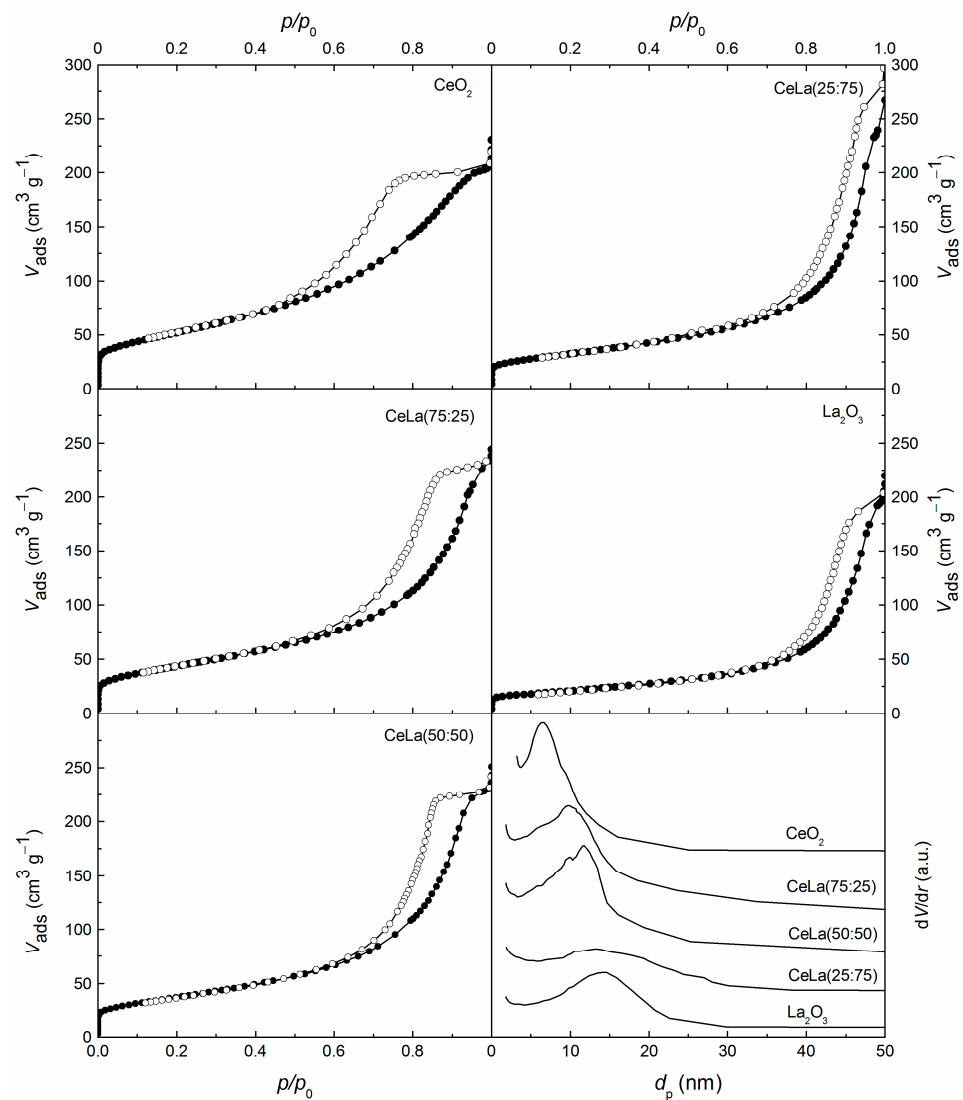 p/p₀ p/p₀
0 0.2 0.4 0.6 0.8 0 0.2 0.4 0.6 0.8 1.0
300 300
CeO₂ CeLa(25:75)
250 250
200 200
150 150
100 100
50 50
0 0
Vads (cm³ g⁻¹) Vads (cm³ g⁻¹)
CeLa(75:25) La₂O₃
250 250
200 200
150 150
100 100
50 50
0 0
Vads (cm³ g⁻¹) Vads (cm³ g⁻¹)
CeLa(50:50)
250
200
150
100
50
0
Vads (cm³ g⁻¹)
CeO₂
CeLa(75:25)
CeLa(50:50)
CeLa(25:75)
La₂O₃
dV/dr (a.u.)
0.0 0.2 0.4 0.6 0.8 0 10 20 30 40 50
p/p₀ dₚ (nm)